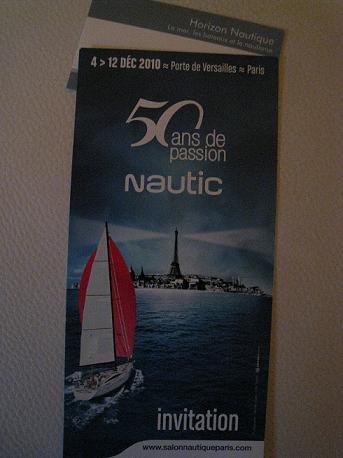 Horizon Nautique
La mer, les bateaux et le nautisme
4 > 12 DÉC 2010 ≈ Porte de Versailles ≈ Paris
50 ans de
passion
Nautic
invitation
www.salonnautiqueparis.com